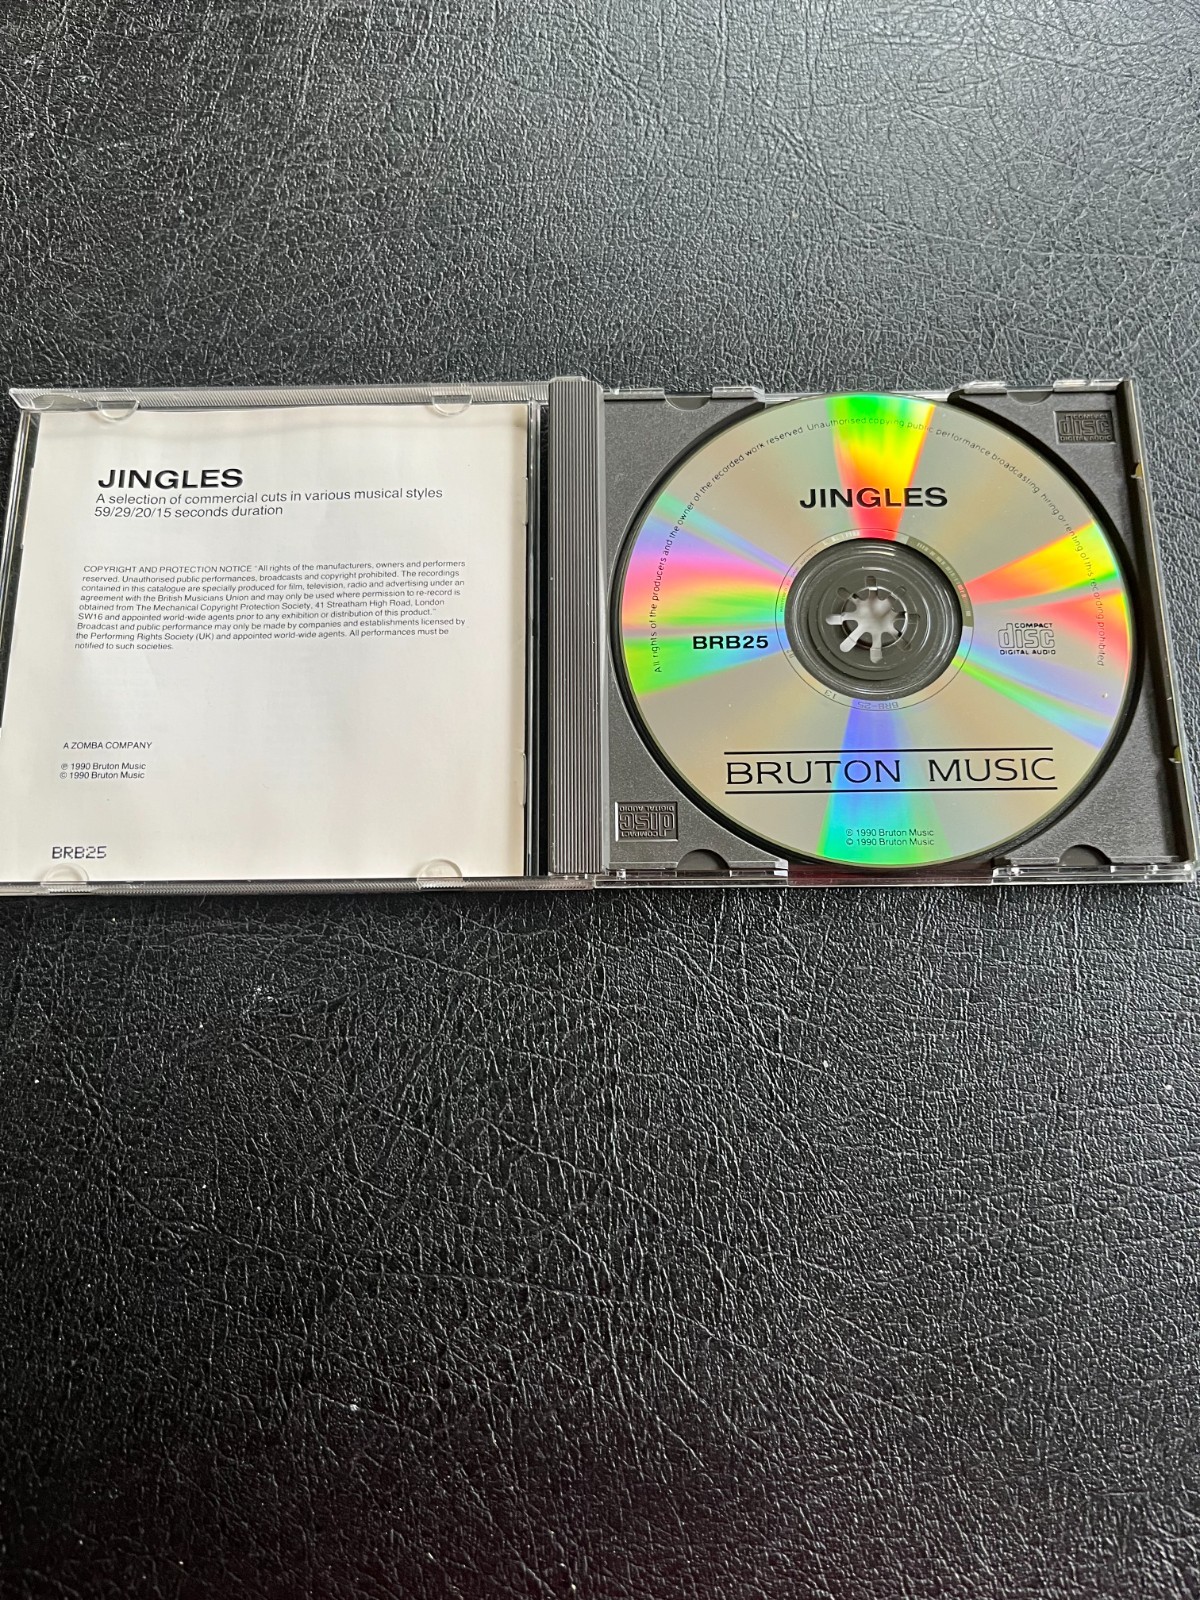 JINGLES
A selection of commercial cuts in various musical styles
59/29/20/15 seconds duration
COPYRIGHT AND PROTECTION NOTICE "All rights of the manufacturers, owners and performers
reserved. Unauthorised public performances, broadcasts and copyright prohibited. The recordings
contained in this catalogue are specially produced for film, television, radio and advertising under an
agreement with the British Musicians Union and may only be used where permission to re-record is
obtained from The Mechanical Copyright Protection Society, 41 Streatham High Road, London
SW16 and appointed world-wide agents prior to any exhibition or distribution of this product."
Broadcast and public performance may only be made by companies and establishments licensed by
the Performing Rights Society (UK) and appointed world-wide agents. All performances must be
notified to such societies.
A ZOMBA COMPANY
℗ 1990 Bruton Music
© 1990 Bruton Music
BRB25
All rights of the producers and the owner of the recorded work reserved. Unauthorised copying public performance broadcasting, hiring or renting of this recording prohibited
JINGLES
BRB25
COMPACT
disc
DIGITAL AUDIO
BRB-25 13
BRUTON MUSIC
℗ 1990 Bruton Music
© 1990 Bruton Music
COMPACT
disc
DIGITAL AUDIO
COMPACT
disc
DIGITAL AUDIO